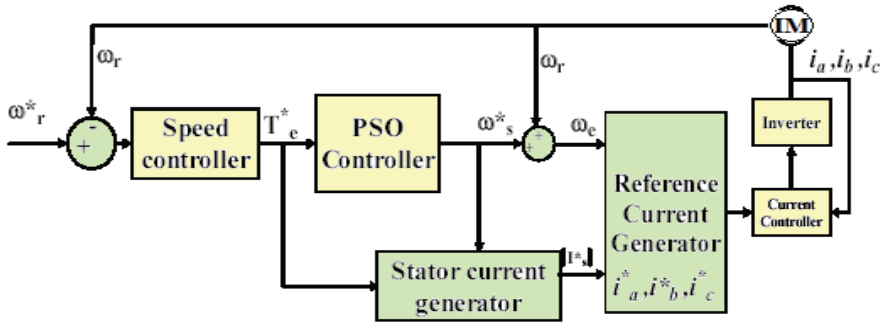 IM
ωr
ωr
ia,ib,ic
ω*r
-
+
Speed
controller
T*e
PSO
Controller
ω*s
+
+
ωe
Inverter
Reference
Current
Generator
i*a,i*b,i*c
Current
Controller
|I*s|
Stator current
generator